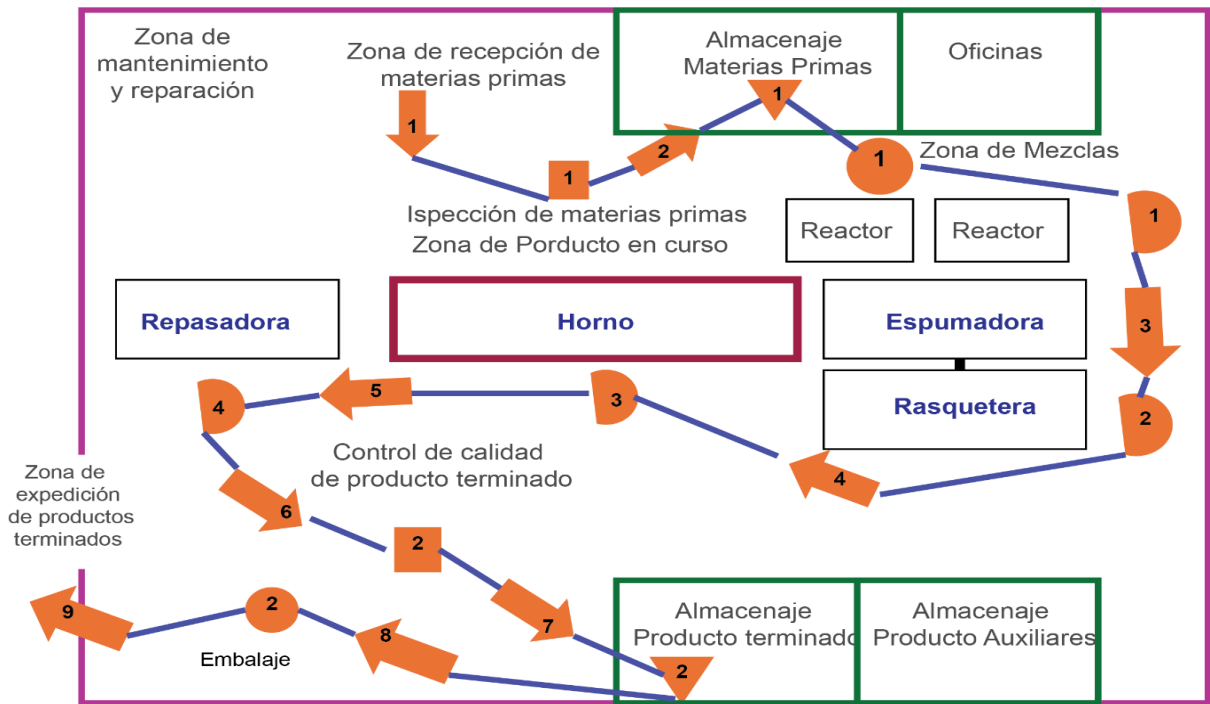 Zona de
mantenimiento
y reparación
Zona de recepción de
materias primas
Almacenaje
Materias Primas
Oficinas
1
1
2
1
1
Zona de Mezclas
Ispección de materias primas
Zona de Porducto en curso
Reactor
Reactor
1
Repasadora
Horno
Espumadora
3
Rasquetera
2
5
3
4
4
Control de calidad
de producto terminado
Zona de
expedición
de productos
terminados
6
2
7
9
2
8
Embalaje
Almacenaje
Producto terminado
2
Almacenaje
Producto Auxiliares